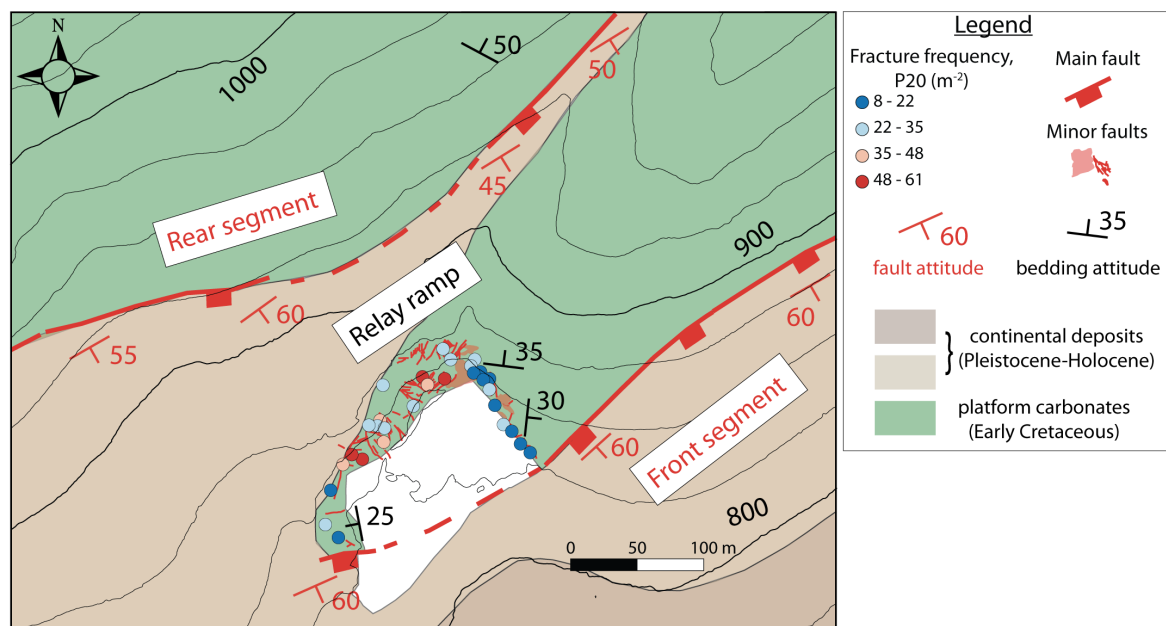 N
1000
50
50
45
Rear segment
900
Relay ramp
60
60
55
35
30
Front segment
60
25
800
0 50 100 m
60
Legend
Fracture frequency,
P20 (m-2)
8 - 22
22 - 35
35 - 48
48 - 61
Main fault
Minor faults
60
fault attitude
35
bedding attitude
continental deposits
(Pleistocene-Holocene)
platform carbonates
(Early Cretaceous)